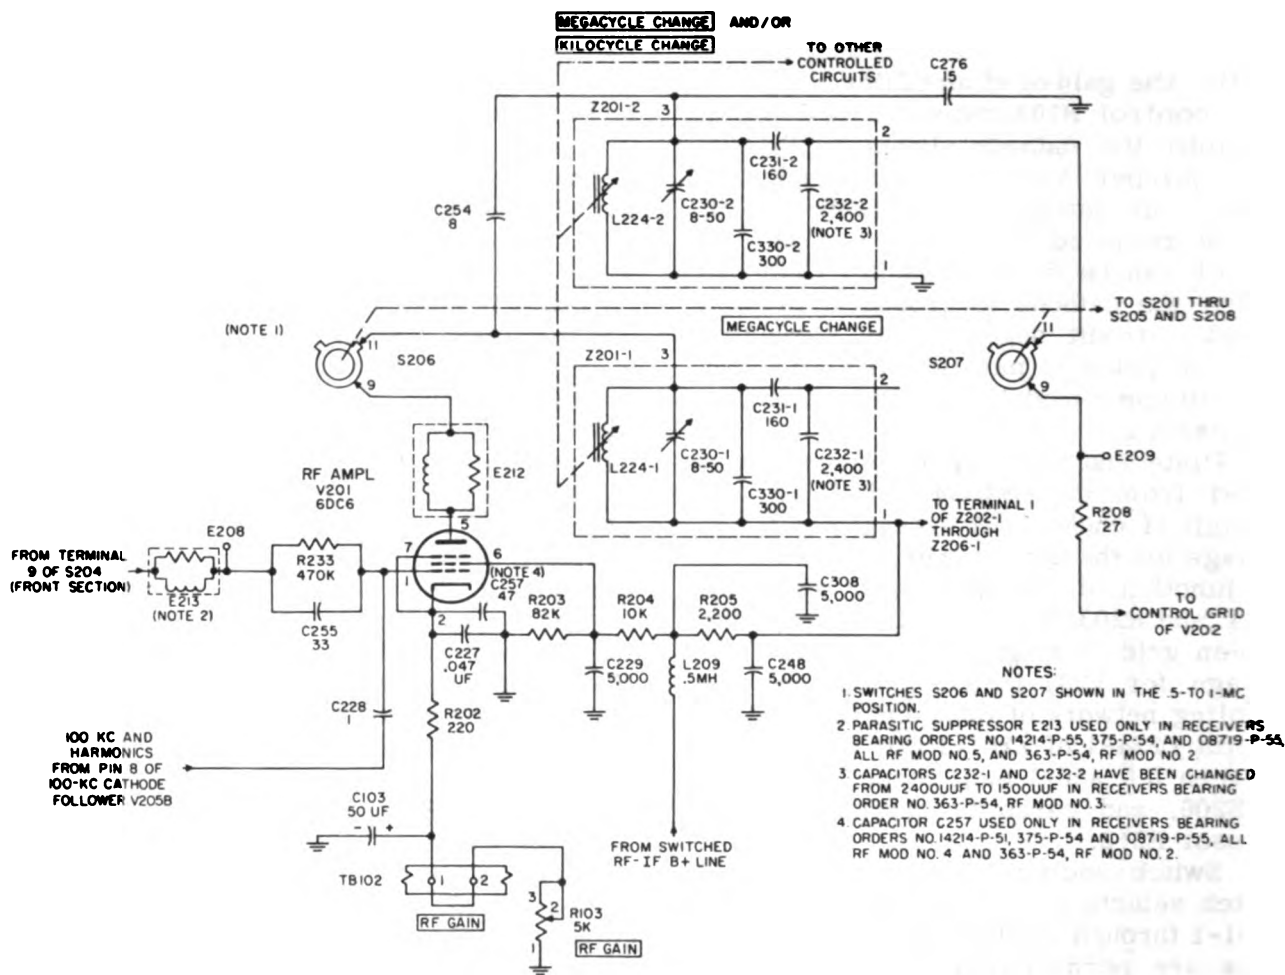 MEGACYCLE CHANGE AND/OR
KILOCYCLE CHANGE
TO OTHER
CONTROLLED
CIRCUITS
C276
15
Z201-2
3
2
C231-2
160
L224-2
C230-2
8-50
C232-2
2,400
(NOTE 3)
C330-2
300
1
C254
8
(NOTE 1)
11
S206
9
MEGACYCLE CHANGE
TO S201 THRU
S205 AND S208
11
S207
9
Z201-1
3
2
C231-1
160
L224-1
C230-1
8-50
C232-1
2,400
(NOTE 3)
C330-1
300
1
E209
R208
27
TO
CONTROL GRID
OF V202
TO TERMINAL 1
OF Z202-1
THROUGH
Z206-1
RF AMPL
V201
6DC6
E212
5
7
6
1
2
(NOTE 4)
C257
47
FROM TERMINAL
9 OF S204
(FRONT SECTION)
E208
E213
(NOTE 2)
R233
470K
C255
33
C227
.047
UF
R203
82K
R204
10K
R205
2,200
C308
5,000
C229
5,000
L209
.5MH
C248
5,000
C228
1
R202
220
100 KC AND
HARMONICS
FROM PIN 8 OF
100-KC CATHODE
FOLLOWER V205B
C103
50 UF
- +
TB102
1
2
RF GAIN
3
2
1
R103
5K
RF GAIN
FROM SWITCHED
RF-IF B+ LINE
NOTES:
1. SWITCHES S206 AND S207 SHOWN IN THE .5-TO 1-MC
POSITION.
2. PARASITIC SUPPRESSOR E213 USED ONLY IN RECEIVERS
BEARING ORDERS NO. 14214-P-55, 375-P-54, AND 08719-P-55,
ALL RF MOD NO. 5, AND 363-P-54, RF MOD NO. 2.
3. CAPACITORS C232-1 AND C232-2 HAVE BEEN CHANGED
FROM 2400UUF TO 1500UUF IN RECEIVERS BEARING
ORDER NO. 363-P-54, RF MOD NO. 3.
4. CAPACITOR C257 USED ONLY IN RECEIVERS BEARING
ORDERS NO. 14214-P-51, 375-P-54 AND 08719-P-55, ALL
RF MOD NO. 4 AND 363-P-54, RF MOD NO. 2.